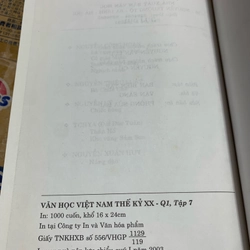 VĂN HỌC VIỆT NAM THẾ KỶ XX - Q1, Tập 7
In: 1000 cuốn, khổ 16 x 24cm
In tại Công ty In và Văn hóa phẩm
Giấy TNKHXB số 556/VHGP 1129
119